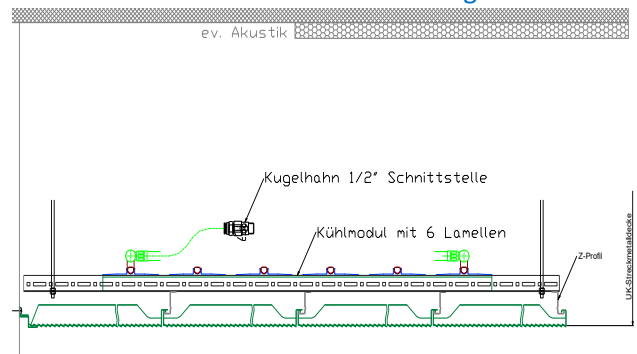 ev. Akustik
Kugelhahn 1/2" Schnittstelle
Kühlmodul mit 6 Lamellen
Z-Profil
UK-Streckmetalldecke